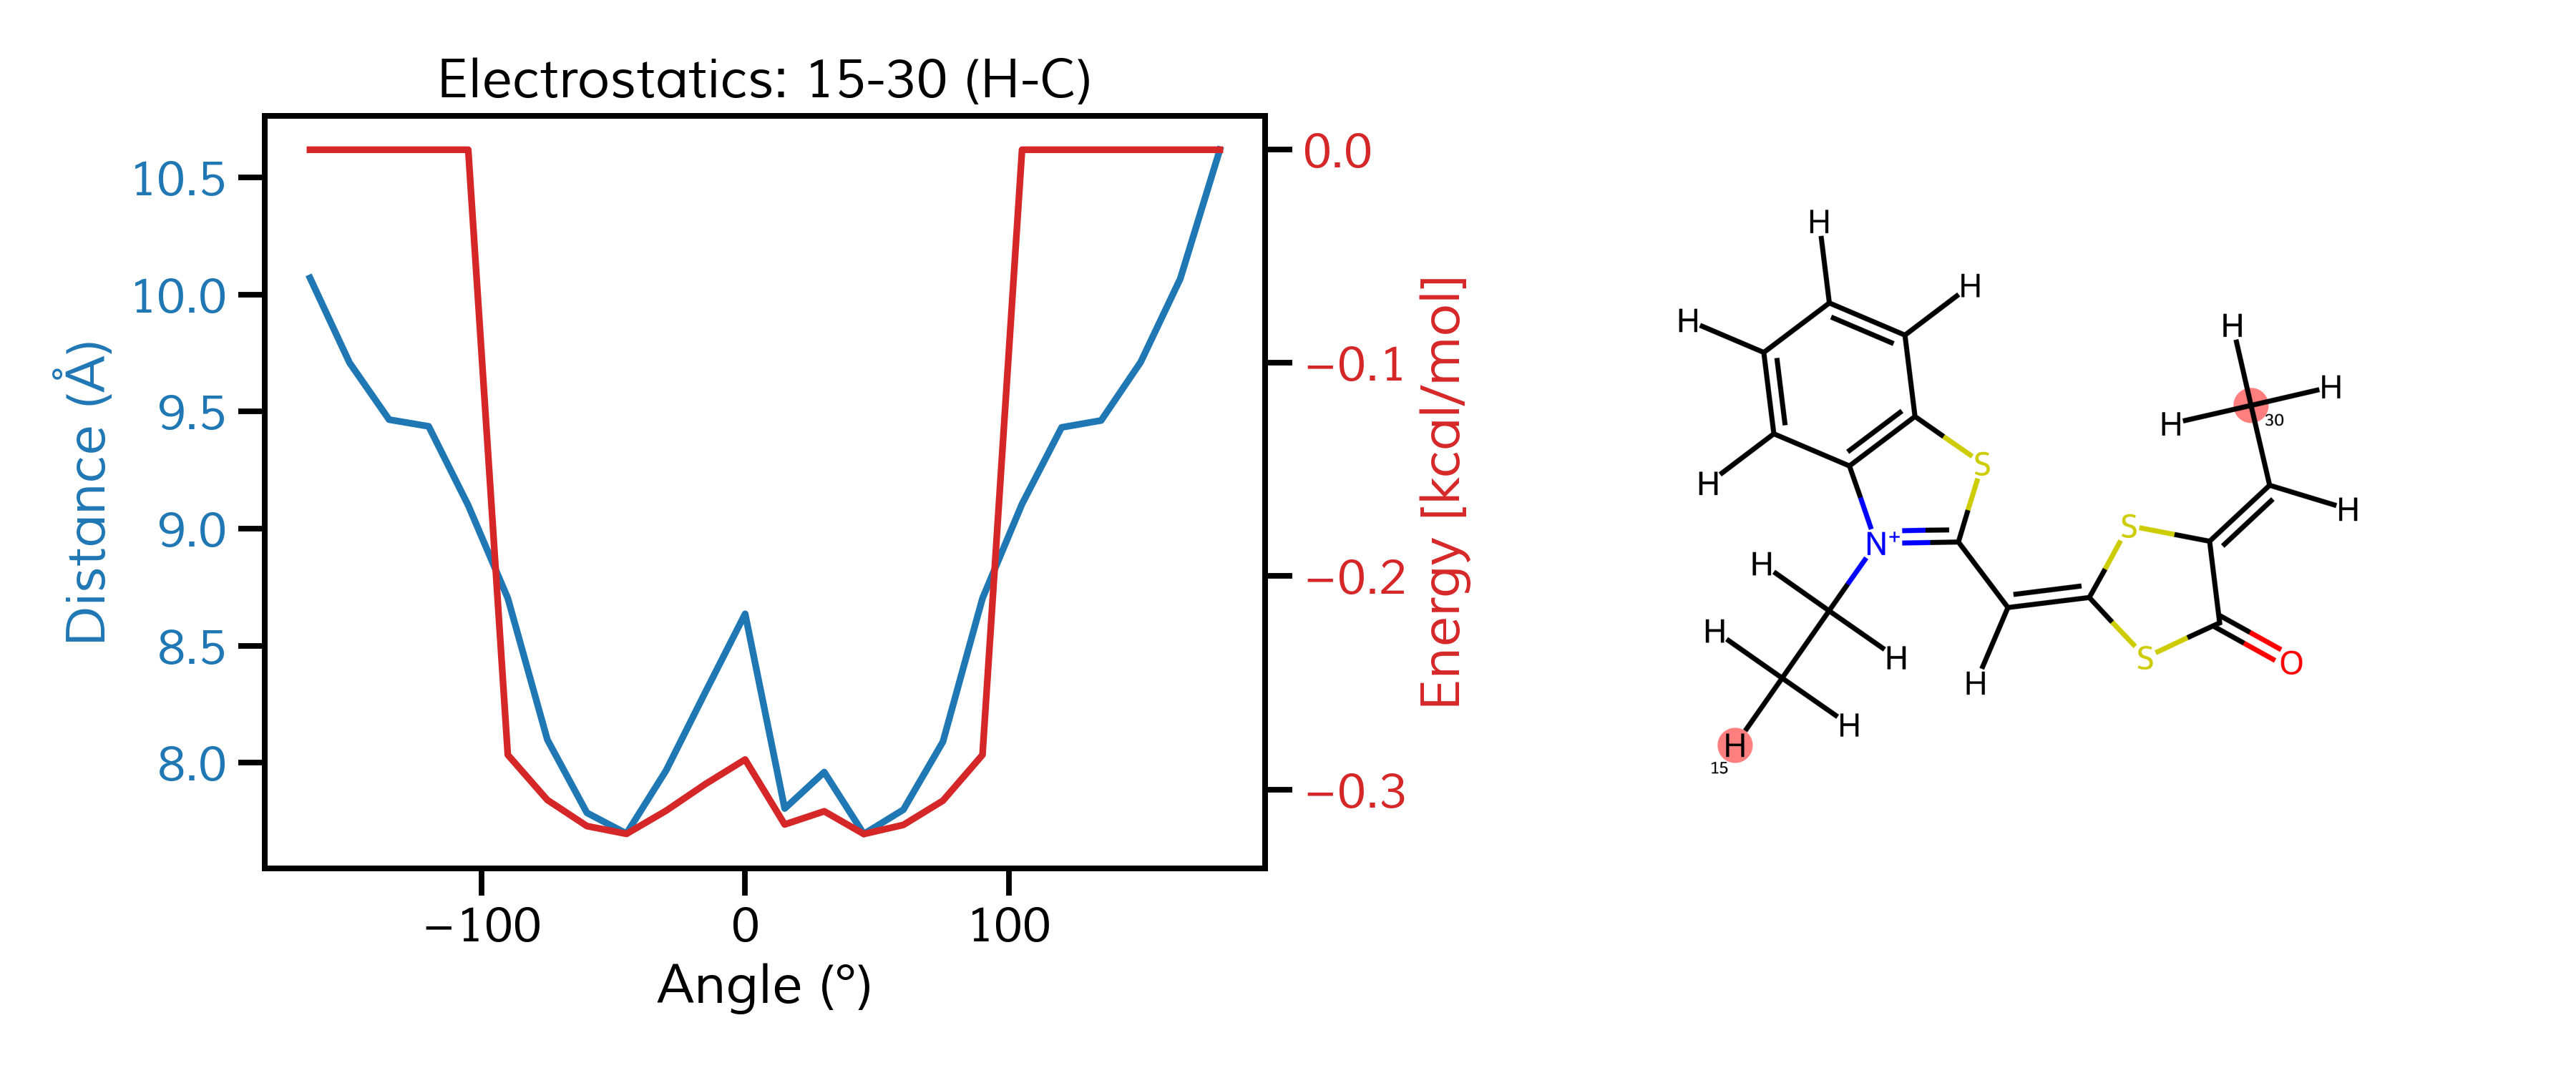 Electrostatics: 15-30 (H-C)
10.5
10.0
9.5
9.0
8.5
8.0
Distance (Å)
0.0
−0.1
−0.2
−0.3
Energy [kcal/mol]
−100
0
100
Angle (°)
H
H
H
H
H
H
H
30
S
H
S
N+
H
H
H
S
O
H
H
H
H
15